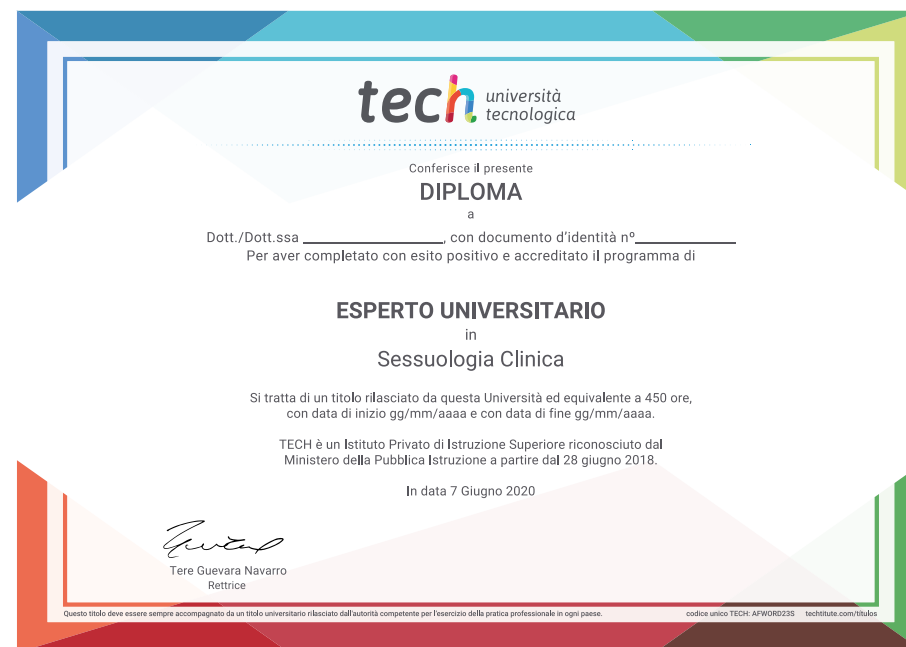 tech università
tecnologica
Conferisce il presente
DIPLOMA
a
Dott./Dott.ssa ____________________, con documento d'identità nº______________
Per aver completato con esito positivo e accreditato il programma di
ESPERTO UNIVERSITARIO
in
Sessuologia Clinica
Si tratta di un titolo rilasciato da questa Università ed equivalente a 450 ore,
con data di inizio gg/mm/aaaa e con data di fine gg/mm/aaaa.
TECH è un Istituto Privato di Istruzione Superiore riconosciuto dal
Ministero della Pubblica Istruzione a partire dal 28 giugno 2018.
In data 7 Giugno 2020
Tere Guevara Navarro
Rettrice
Questo titolo deve essere sempre accompagnato da un titolo universitario rilasciato dall'autorità competente per l'esercizio della pratica professionale in ogni paese. codice unico TECH: AFWORD23S techtitute.com/titulos